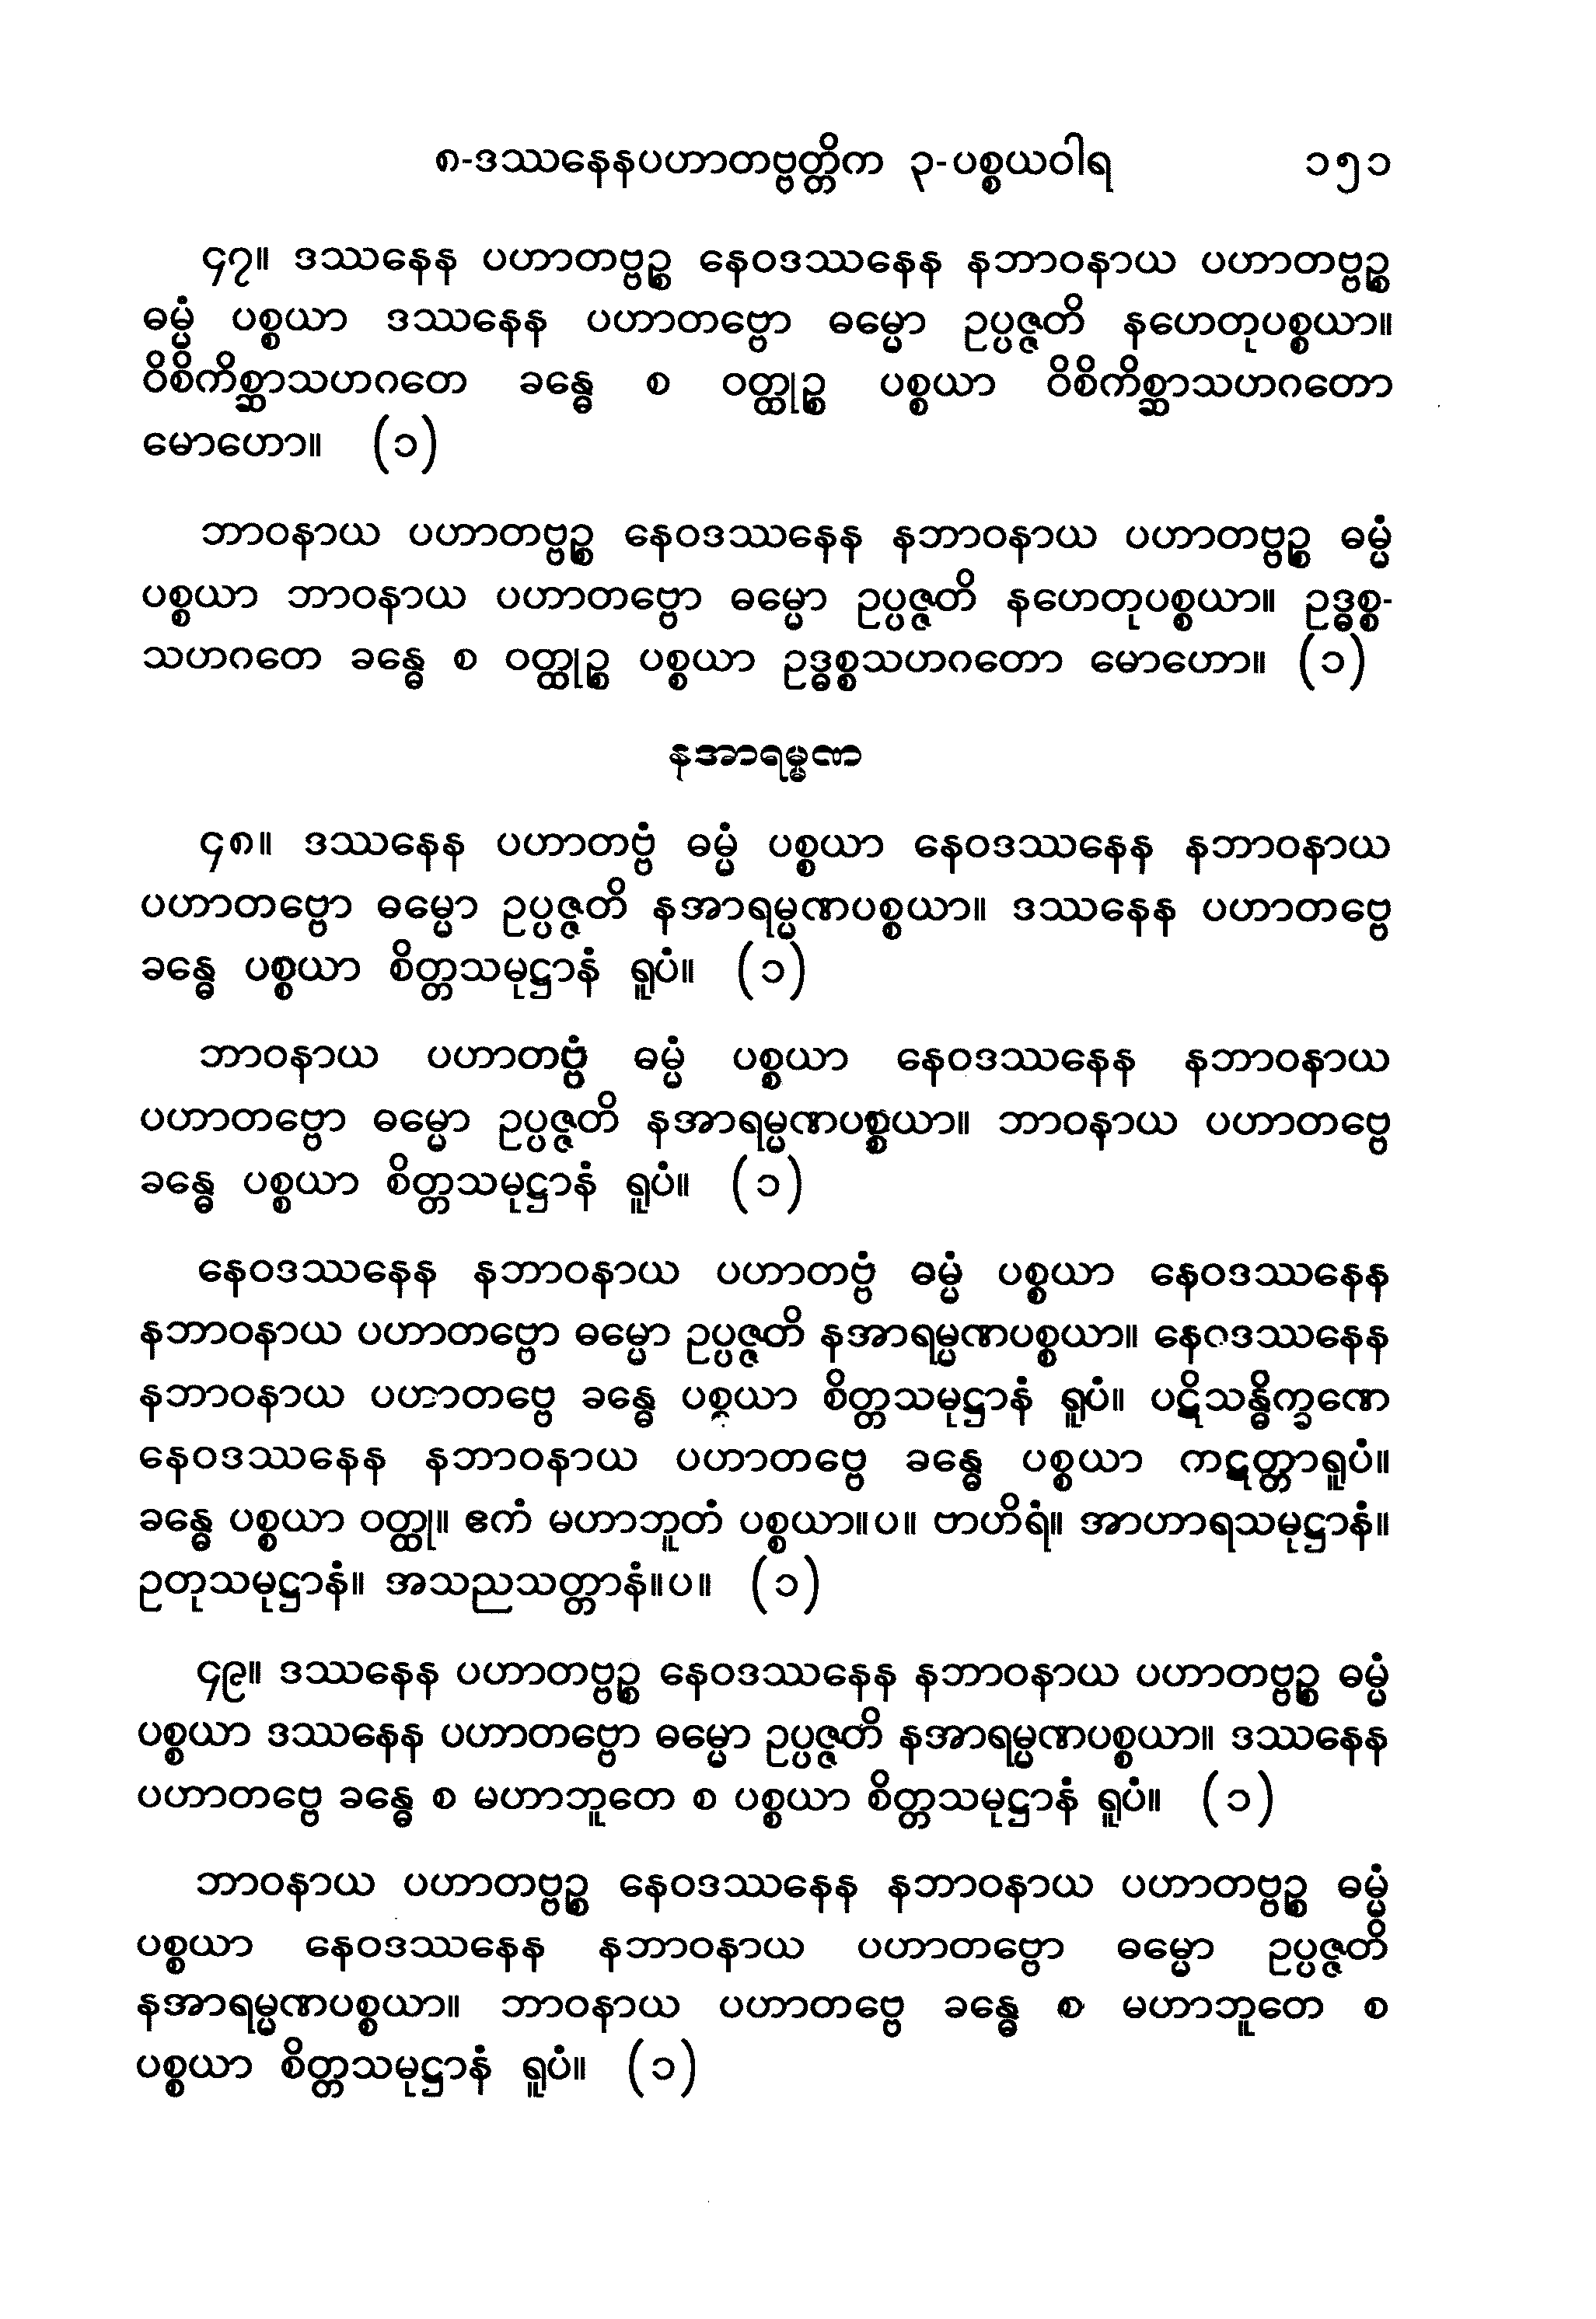 ၈-ဒဿနေနပဟာတဗ္ဗတ္တိက ၃-ပစ္စယဝါရ ၁၅၁
၄၇။ ဒဿနေန ပဟာတဗ္ဗဉ္စ နေဝဒဿနေန နဘာဝနာယ ပဟာတဗ္ဗဉ္စ
ဓမ္မံ ပစ္စယာ ဒဿနေန ပဟာတဗ္ဗော ဓမ္မော ဥပ္ပဇ္ဇတိ နဟေတုပစ္စယာ။
ဝိစိကိစ္ဆာသဟဂတေ ခန္ဓေ စ ဝတ္ထုဉ္စ ပစ္စယာ ဝိစိကိစ္ဆာသဟဂတော
မောဟော။ (၁)
ဘာဝနာယ ပဟာတဗ္ဗဉ္စ နေဝဒဿနေန နဘာဝနာယ ပဟာတဗ္ဗဉ္စ ဓမ္မံ
ပစ္စယာ ဘာဝနာယ ပဟာတဗ္ဗော ဓမ္မော ဥပ္ပဇ္ဇတိ နဟေတုပစ္စယာ။ ဥဒ္ဓစ္စ-
သဟဂတေ ခန္ဓေ စ ဝတ္ထုဉ္စ ပစ္စယာ ဥဒ္ဓစ္စသဟဂတော မောဟော။ (၁)
နအာရမ္မဏ
၄၈။ ဒဿနေန ပဟာတဗ္ဗံ ဓမ္မံ ပစ္စယာ နေဝဒဿနေန နဘာဝနာယ
ပဟာတဗ္ဗော ဓမ္မော ဥပ္ပဇ္ဇတိ နအာရမ္မဏပစ္စယာ။ ဒဿနေန ပဟာတဗ္ဗေ
ခန္ဓေ ပစ္စယာ စိတ္တသမုဋ္ဌာနံ ရူပံ။ (၁)
ဘာဝနာယ ပဟာတဗ္ဗံ ဓမ္မံ ပစ္စယာ နေဝဒဿနေန နဘာဝနာယ
ပဟာတဗ္ဗော ဓမ္မော ဥပ္ပဇ္ဇတိ နအာရမ္မဏပစ္စယာ။ ဘာဝနာယ ပဟာတဗ္ဗေ
ခန္ဓေ ပစ္စယာ စိတ္တသမုဋ္ဌာနံ ရူပံ။ (၁)
နေဝဒဿနေန နဘာဝနာယ ပဟာတဗ္ဗံ ဓမ္မံ ပစ္စယာ နေဝဒဿနေန
နဘာဝနာယ ပဟာတဗ္ဗော ဓမ္မော ဥပ္ပဇ္ဇတိ နအာရမ္မဏပစ္စယာ။ နေဝဒဿနေန
နဘာဝနာယ ပဟာတဗ္ဗေ ခန္ဓေ ပစ္စယာ စိတ္တသမုဋ္ဌာနံ ရူပံ။ ပဋိသန္ဓိက္ခဏေ
နေဝဒဿနေန နဘာဝနာယ ပဟာတဗ္ဗေ ခန္ဓေ ပစ္စယာ ကဋတ္တာရူပံ။
ခန္ဓေ ပစ္စယာ ဝတ္ထု။ ဧကံ မဟာဘူတံ ပစ္စယာ။ပ။ ဗာဟိရံ။ အာဟာရသမုဋ္ဌာနံ။
ဥတုသမုဋ္ဌာနံ။ အသညသတ္တာနံ။ပ။ (၁)
၄၉။ ဒဿနေန ပဟာတဗ္ဗဉ္စ နေဝဒဿနေန နဘာဝနာယ ပဟာတဗ္ဗဉ္စ ဓမ္မံ
ပစ္စယာ ဒဿနေန ပဟာတဗ္ဗော ဓမ္မော ဥပ္ပဇ္ဇတိ နအာရမ္မဏပစ္စယာ။ ဒဿနေန
ပဟာတဗ္ဗေ ခန္ဓေ စ မဟာဘူတေ စ ပစ္စယာ စိတ္တသမုဋ္ဌာနံ ရူပံ။ (၁)
ဘာဝနာယ ပဟာတဗ္ဗဉ္စ နေဝဒဿနေန နဘာဝနာယ ပဟာတဗ္ဗဉ္စ ဓမ္မံ
ပစ္စယာ နေဝဒဿနေန နဘာဝနာယ ပဟာတဗ္ဗော ဓမ္မော ဥပ္ပဇ္ဇတိ
နအာရမ္မဏပစ္စယာ။ ဘာဝနာယ ပဟာတဗ္ဗေ ခန္ဓေ စ မဟာဘူတေ စ
ပစ္စယာ စိတ္တသမုဋ္ဌာနံ ရူပံ။ (၁)